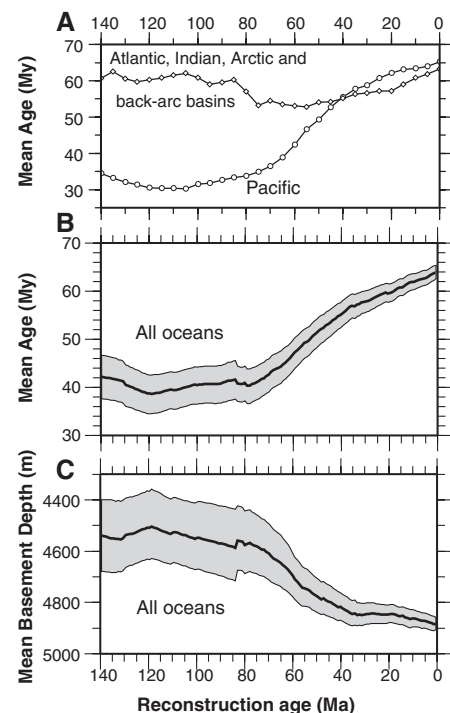 A
140 120 100 80 60 40 20 0
70
60
50
40
30
Mean Age (My)
Atlantic, Indian, Arctic and
back-arc basins
Pacific
B
70
60
50
40
30
Mean Age (My)
All oceans
C
4400
4600
4800
5000
Mean Basement Depth (m)
All oceans
140 120 100 80 60 40 20 0
Reconstruction age (Ma)